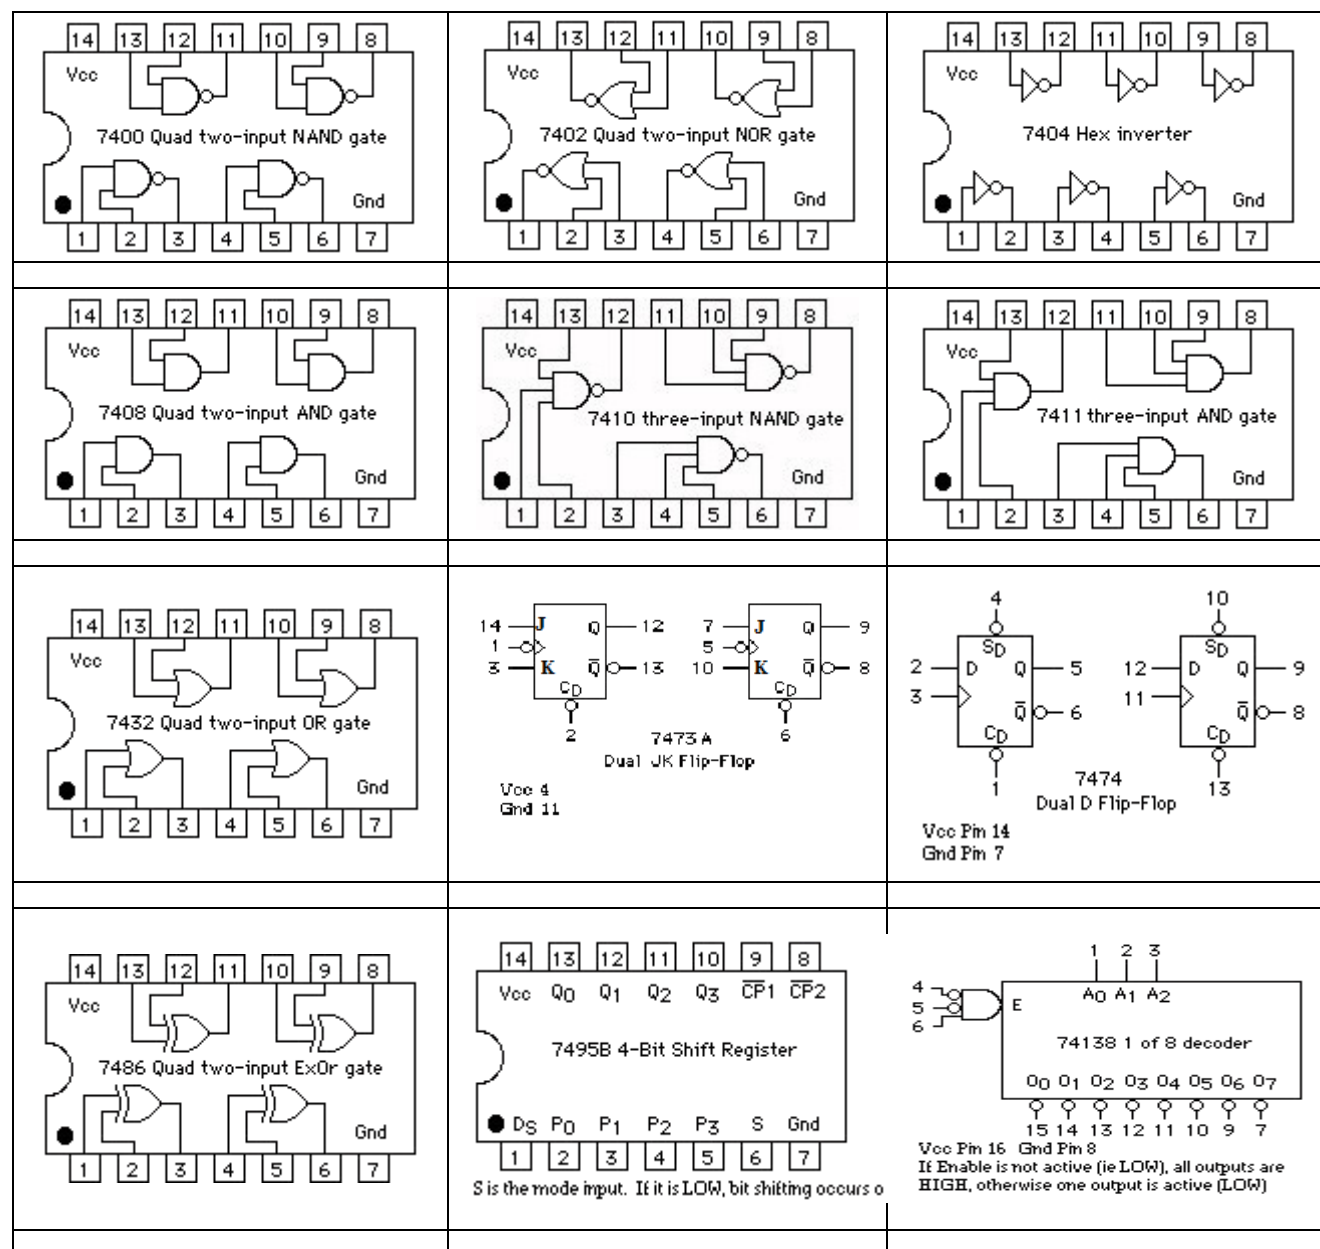 14 13 12 11 10 9 8
Vcc
7400 Quad two-input NAND gate
Gnd
1 2 3 4 5 6 7
14 13 12 11 10 9 8
Vcc
7402 Quad two-input NOR gate
Gnd
1 2 3 4 5 6 7
14 13 12 11 10 9 8
Vcc
7404 Hex inverter
Gnd
1 2 3 4 5 6 7
14 13 12 11 10 9 8
Vcc
7408 Quad two-input AND gate
Gnd
1 2 3 4 5 6 7
14 13 12 11 10 9 8
Vcc
7410 three-input NAND gate
Gnd
1 2 3 4 5 6 7
14 13 12 11 10 9 8
Vcc
7411 three-input AND gate
Gnd
1 2 3 4 5 6 7
14 13 12 11 10 9 8
Vcc
7432 Quad two-input OR gate
Gnd
1 2 3 4 5 6 7
14 J Q 12 7 J Q 9
1 5
3 K Q̅ 13 10 K Q̅ 8
CD CD
2 6
7473A
Dual JK Flip-Flop
Vcc 4
Gnd 11
4 10
SD SD
2 D Q 5 12 D Q 9
3 11
Q̅ 6 Q̅ 8
CD CD
1 13
7474
Dual D Flip-Flop
Vcc Pin 14
Gnd Pin 7
14 13 12 11 10 9 8
Vcc
7486 Quad two-input ExOr gate
Gnd
1 2 3 4 5 6 7
14 13 12 11 10 9 8
Vcc Q0 Q1 Q2 Q3 C̅P̅1 C̅P̅2
7495B 4-Bit Shift Register
DS P0 P1 P2 P3 S Gnd
1 2 3 4 5 6 7
S is the mode input. If it is LOW, bit shifting occurs o
1 2 3
4 A0 A1 A2
5 E
6
74138 1 of 8 decoder
O0 O1 O2 O3 O4 O5 O6 O7
15 14 13 12 11 10 9 7
Vcc Pin 16 Gnd Pin 8
If Enable is not active (ie LOW), all outputs are
HIGH, otherwise one output is active (LOW)